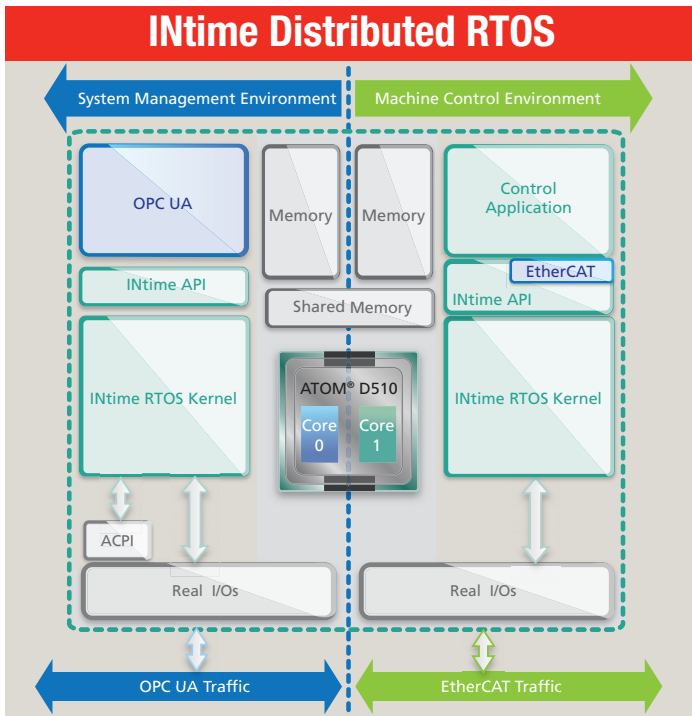 INtime Distributed RTOS
System Management Environment
Machine Control Environment
OPC UA
Memory
Memory
Control
Application
INtime API
EtherCAT
INtime API
Shared Memory
INtime RTOS Kernel
ATOM® D510
Core
0
Core
1
INtime RTOS Kernel
ACPI
Real I/Os
Real I/Os
OPC UA Traffic
EtherCAT Traffic